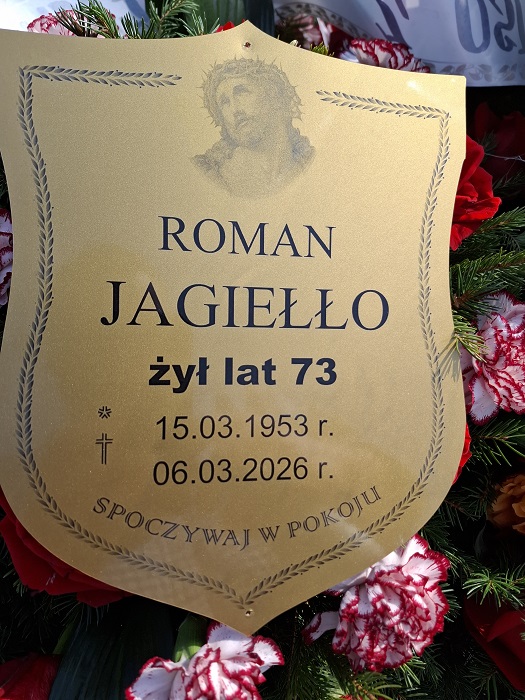 ROMAN
JAGIEŁŁO
żył lat 73
* 15.03.1953 r.
† 06.03.2026 r.
SPOCZYWAJ W POKOJU